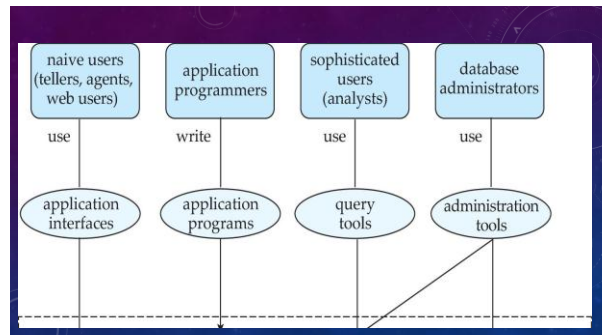 naive users
(tellers, agents,
web users)
application
programmers
sophisticated
users
(analysts)
database
administrators
use
write
use
use
application
interfaces
application
programs
query
tools
administration
tools